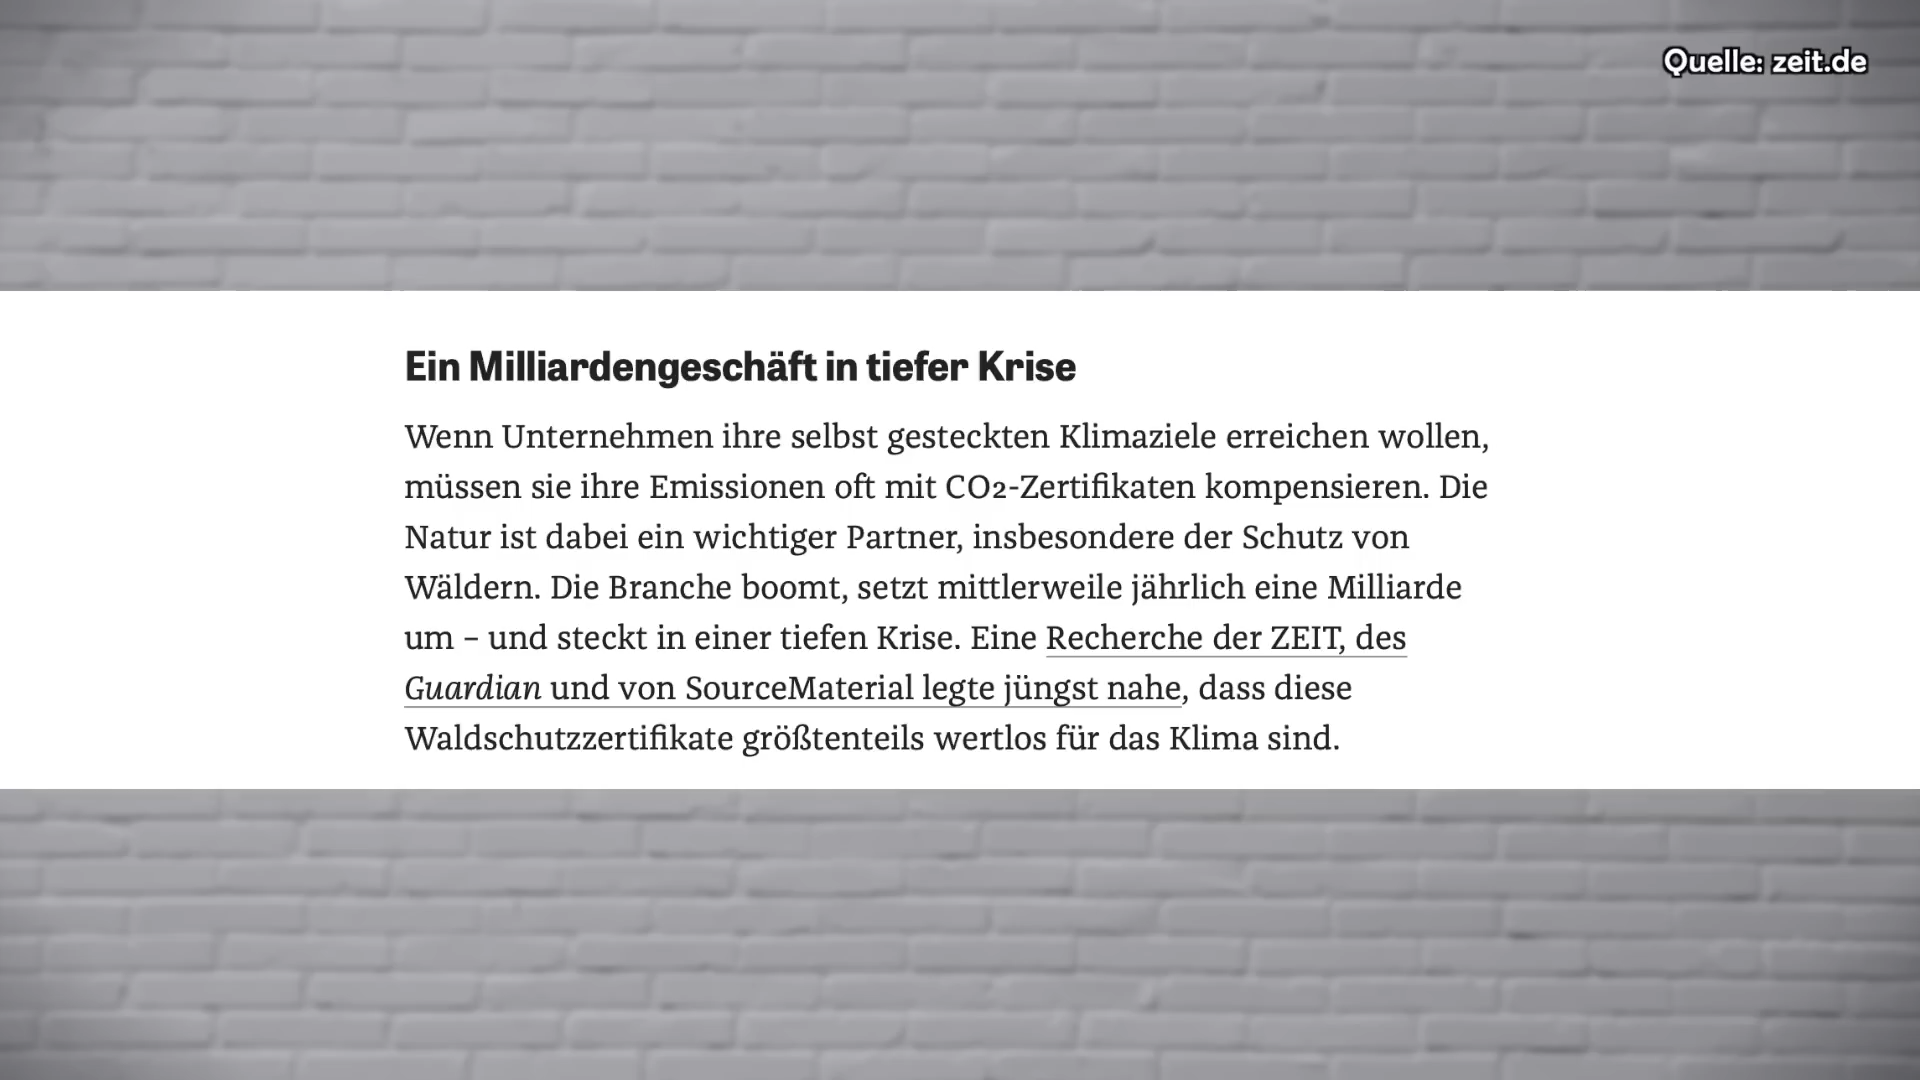 Quelle: zeit.de
Ein Milliardengeschäft in tiefer Krise
Wenn Unternehmen ihre selbst gesteckten Klimaziele erreichen wollen,
müssen sie ihre Emissionen oft mit CO2-Zertifikaten kompensieren. Die
Natur ist dabei ein wichtiger Partner, insbesondere der Schutz von
Wäldern. Die Branche boomt, setzt mittlerweile jährlich eine Milliarde
um – und steckt in einer tiefen Krise. Eine Recherche der ZEIT, des
Guardian und von SourceMaterial legte jüngst nahe, dass diese
Waldschutzzertifikate größtenteils wertlos für das Klima sind.